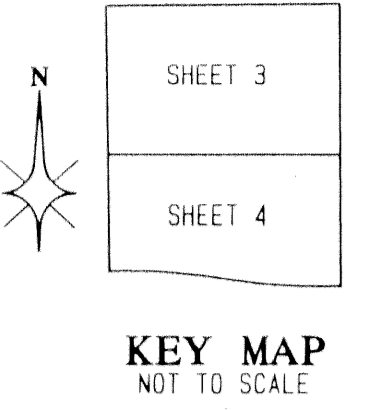 N
SHEET 3
SHEET 4
KEY MAP
NOT TO SCALE